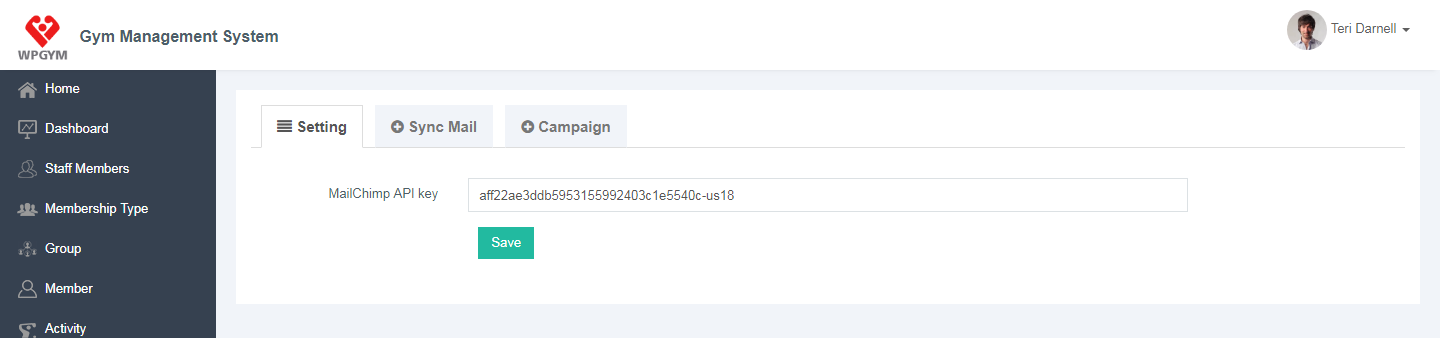 WPGYM
Gym Management System
Teri Darnell
Home
Dashboard
Staff Members
Membership Type
Group
Member
Activity
Setting
Sync Mail
Campaign
MailChimp API key
aff22ae3ddb5953155992403c1e5540c-us18
Save